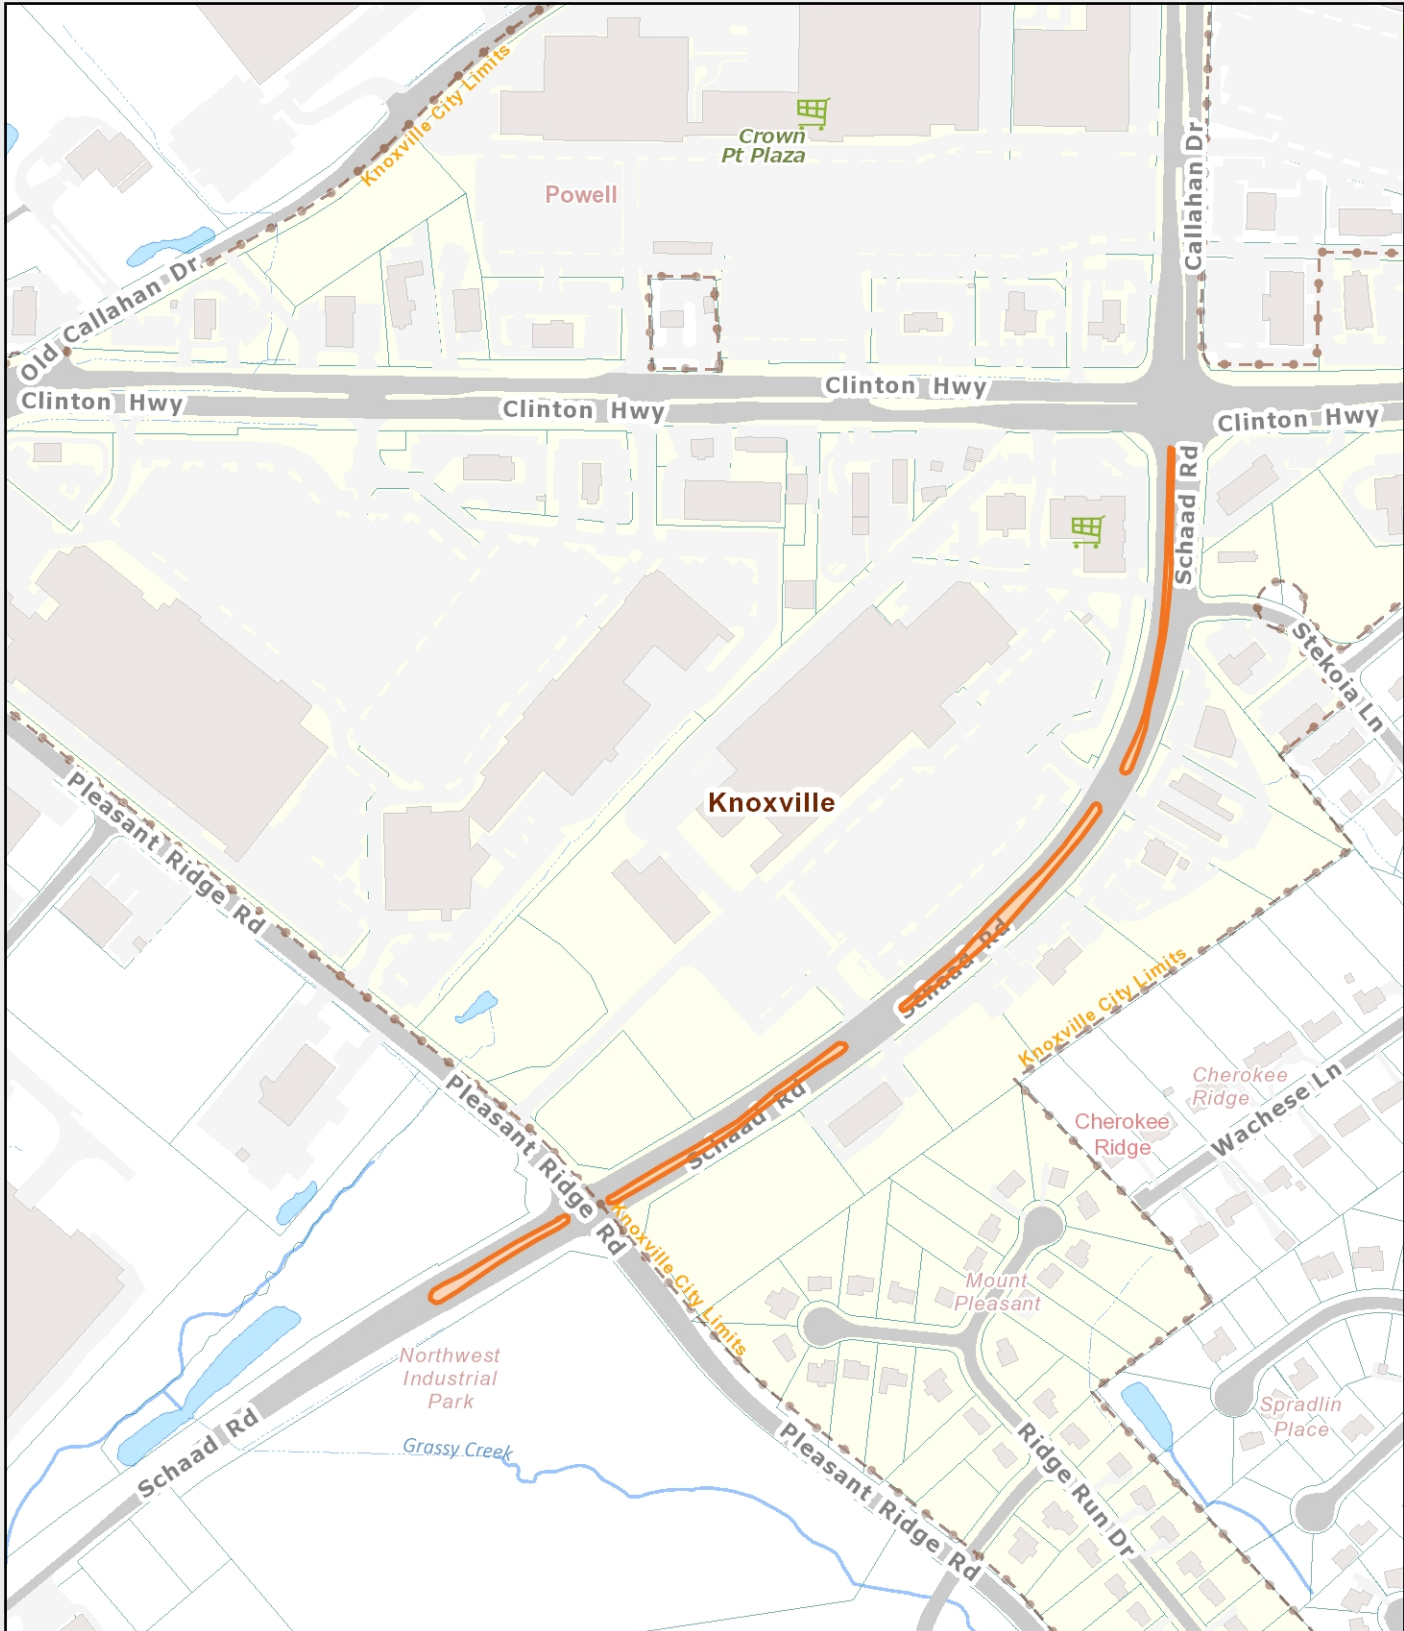 Knoxville City Limits
Crown
Pt Plaza
Callahan Dr
Powell
Old Callahan Dr
Clinton Hwy
Clinton Hwy
Clinton Hwy
Clinton Hwy
Schaad Rd
Stekoia Ln
Pleasant Ridge Rd
Knoxville
Schaad Rd
Knoxville City Limits
Pleasant Ridge Rd
Schaad Rd
Cherokee
Ridge
Cherokee
Ridge
Wachese Ln
Knoxville City Limits
Mount
Pleasant
Northwest
Industrial
Park
Spradlin
Place
Schaad Rd
Grassy Creek
Pleasant Ridge Rd
Ridge Run Dr